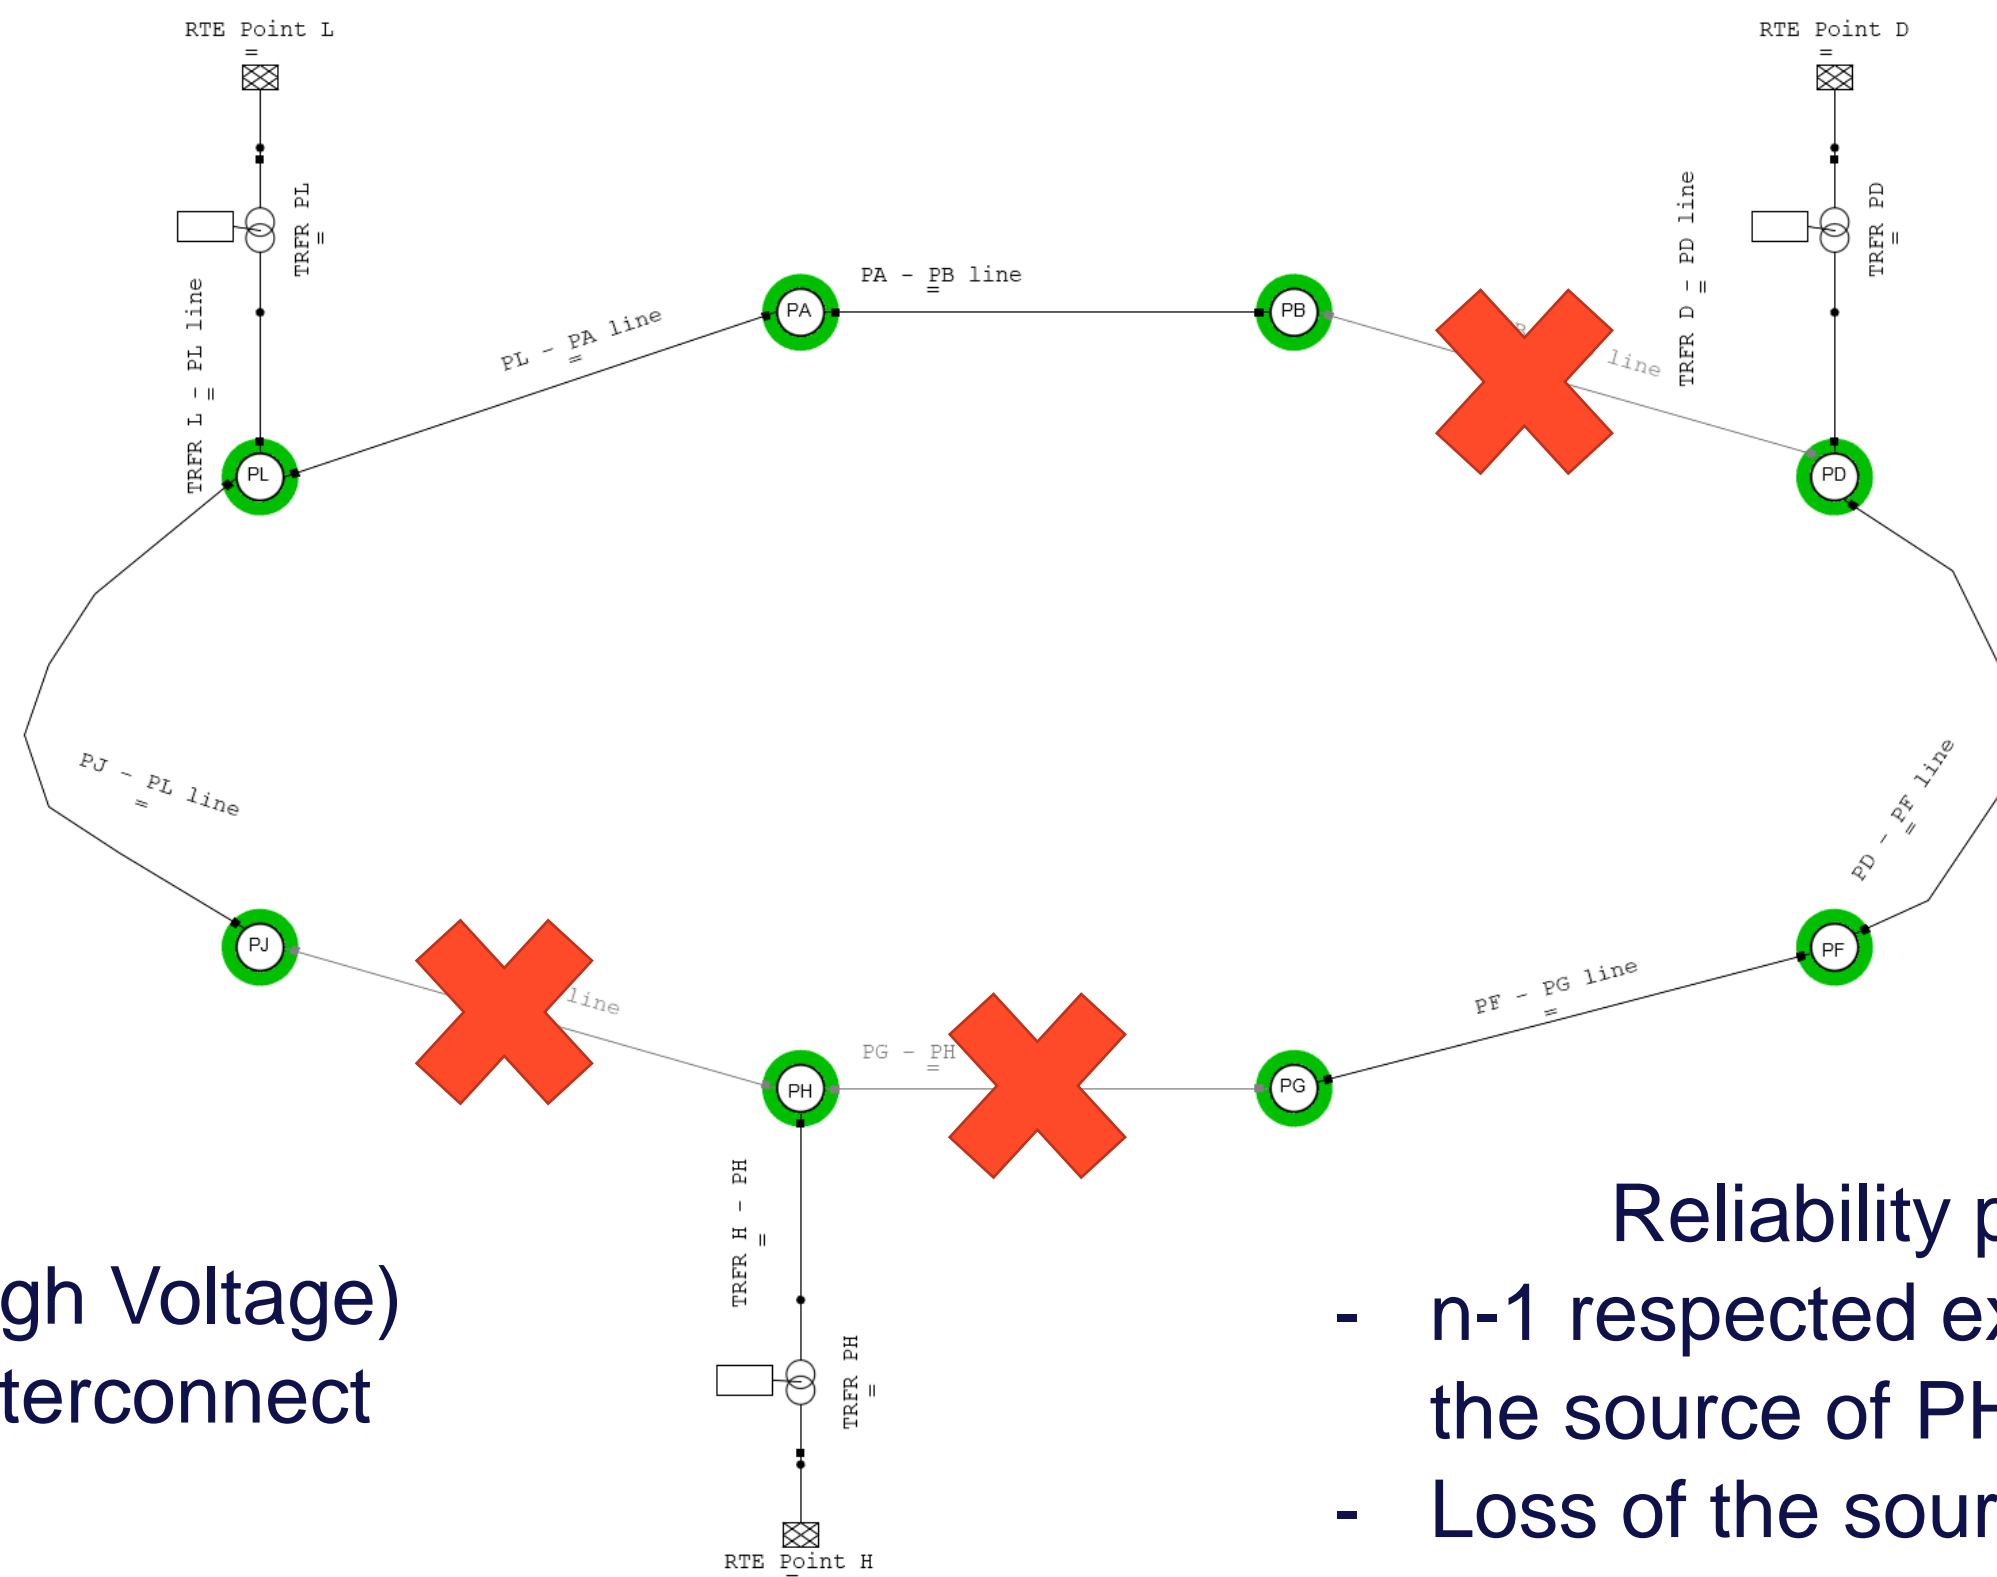 RTE Point L
=
RTE Point D
=
TRFR PL
=
TRFR PD
=
TRFR L - PL line
=
TRFR D - PD line
=
PA - PB line
=
PL - PA line
=
line
PA
PB
PL
PD
PJ - PL line
=
PD - PF line
=
PJ
PF
line
PF - PG line
=
PG - PH
=
PH
PG
TRFR H - PH
=
TRFR PH
=
RTE Point H
gh Voltage)
terconnect
Reliability p
- n-1 respected ex
the source of PH
- Loss of the sour